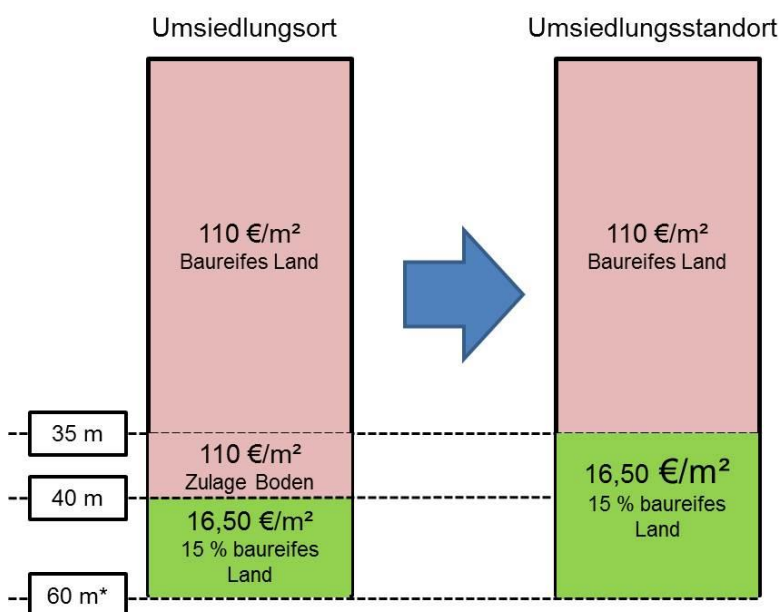 Umsiedlungsort
Umsiedlungsstandort
110 €/m²
Baureifes Land
110 €/m²
Baureifes Land
35 m
110 €/m²
Zulage Boden
40 m
16,50 €/m²
15 % baureifes
Land
16,50 €/m²
15 % baureifes
Land
60 m*